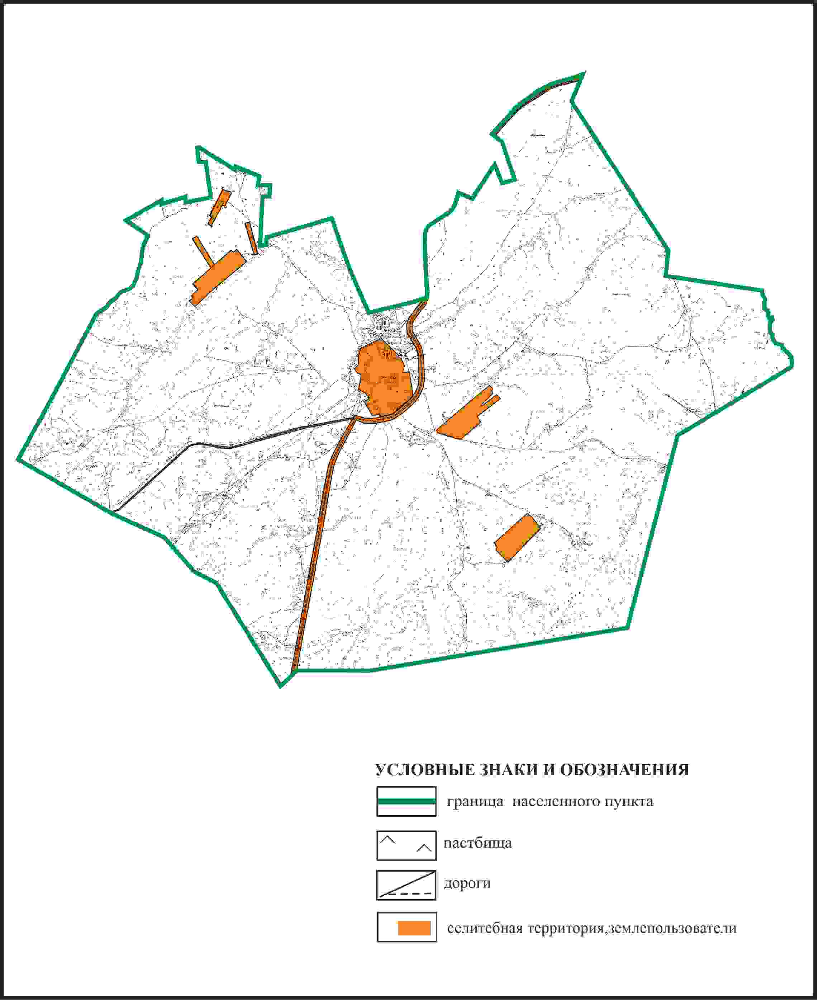 УСЛОВНЫЕ ЗНАКИ И ОБОЗНАЧЕНИЯ
граница населенного пункта
пастбища
дороги
селитебная территория,землепользователи